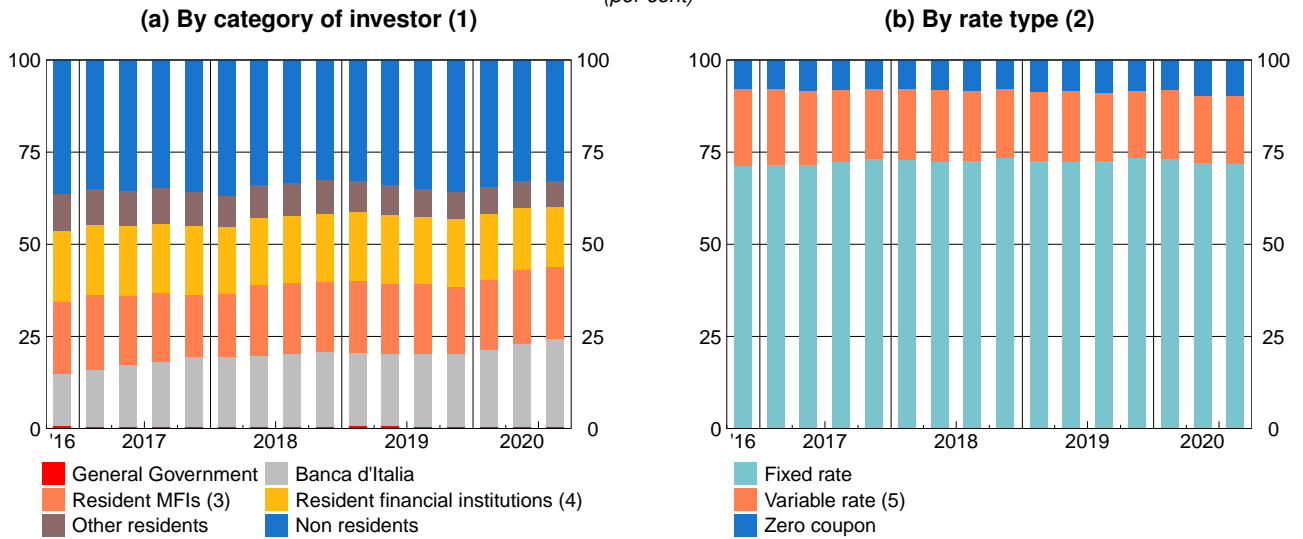 (per cent)
(a) By category of investor (1)
(b) By rate type (2)
100 100 100 100
75 75 75 75
50 50 50 50
25 25 25 25
0 0 0 0
'16 2017 2018 2019 2020
'16 2017 2018 2019 2020
General Government Banca d'Italia
Resident MFIs (3) Resident financial institutions (4)
Other residents Non residents
Fixed rate
Variable rate (5)
Zero coupon